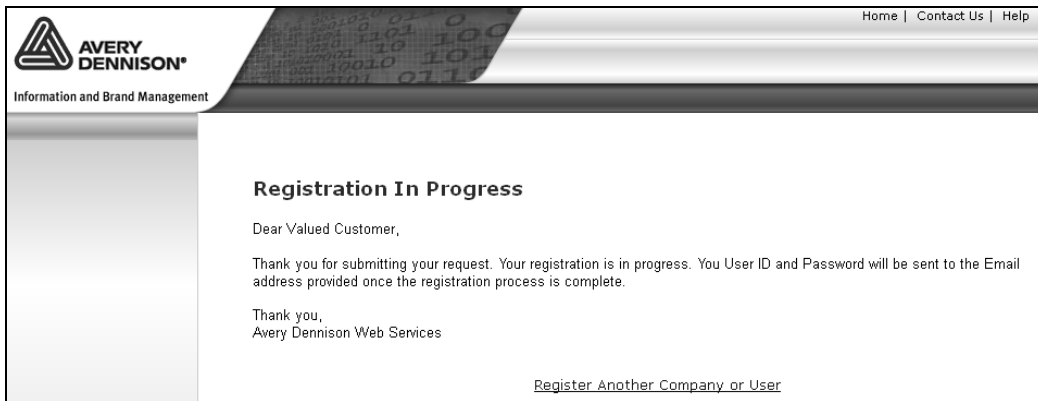 Home | Contact Us | Help
AVERY
DENNISON®
Information and Brand Management
Registration In Progress
Dear Valued Customer,
Thank you for submitting your request. Your registration is in progress. You User ID and Password will be sent to the Email
address provided once the registration process is complete.
Thank you,
Avery Dennison Web Services
Register Another Company or User